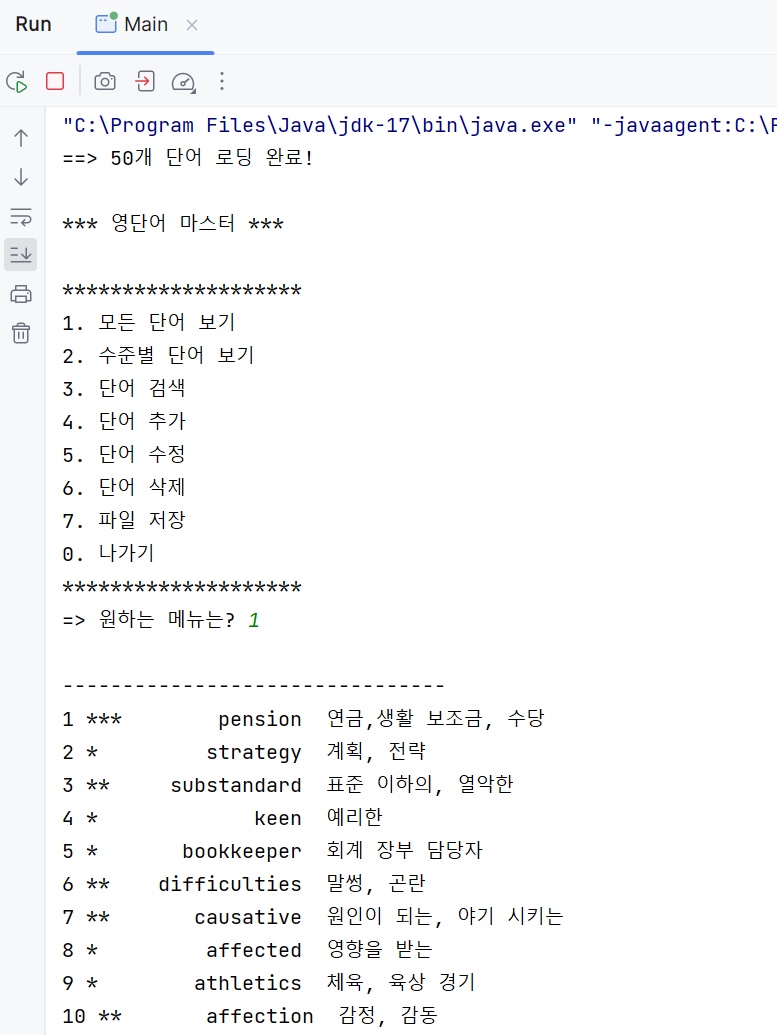 Run Main
"C:\Program Files\Java\jdk-17\bin\java.exe" "-javaagent:C:\
==> 50개 단어 로딩 완료!
*** 영단어 마스터 ***
********************
1. 모든 단어 보기
2. 수준별 단어 보기
3. 단어 검색
4. 단어 추가
5. 단어 수정
6. 단어 삭제
7. 파일 저장
0. 나가기
********************
=> 원하는 메뉴는? 1
--------------------------------
1 *** pension 연금,생활 보조금, 수당
2 * strategy 계획, 전략
3 ** substandard 표준 이하의, 열악한
4 * keen 예리한
5 * bookkeeper 회계 장부 담당자
6 ** difficulties 말썽, 곤란
7 ** causative 원인이 되는, 야기 시키는
8 * affected 영향을 받는
9 * athletics 체육, 육상 경기
10 ** affection 감정, 감동